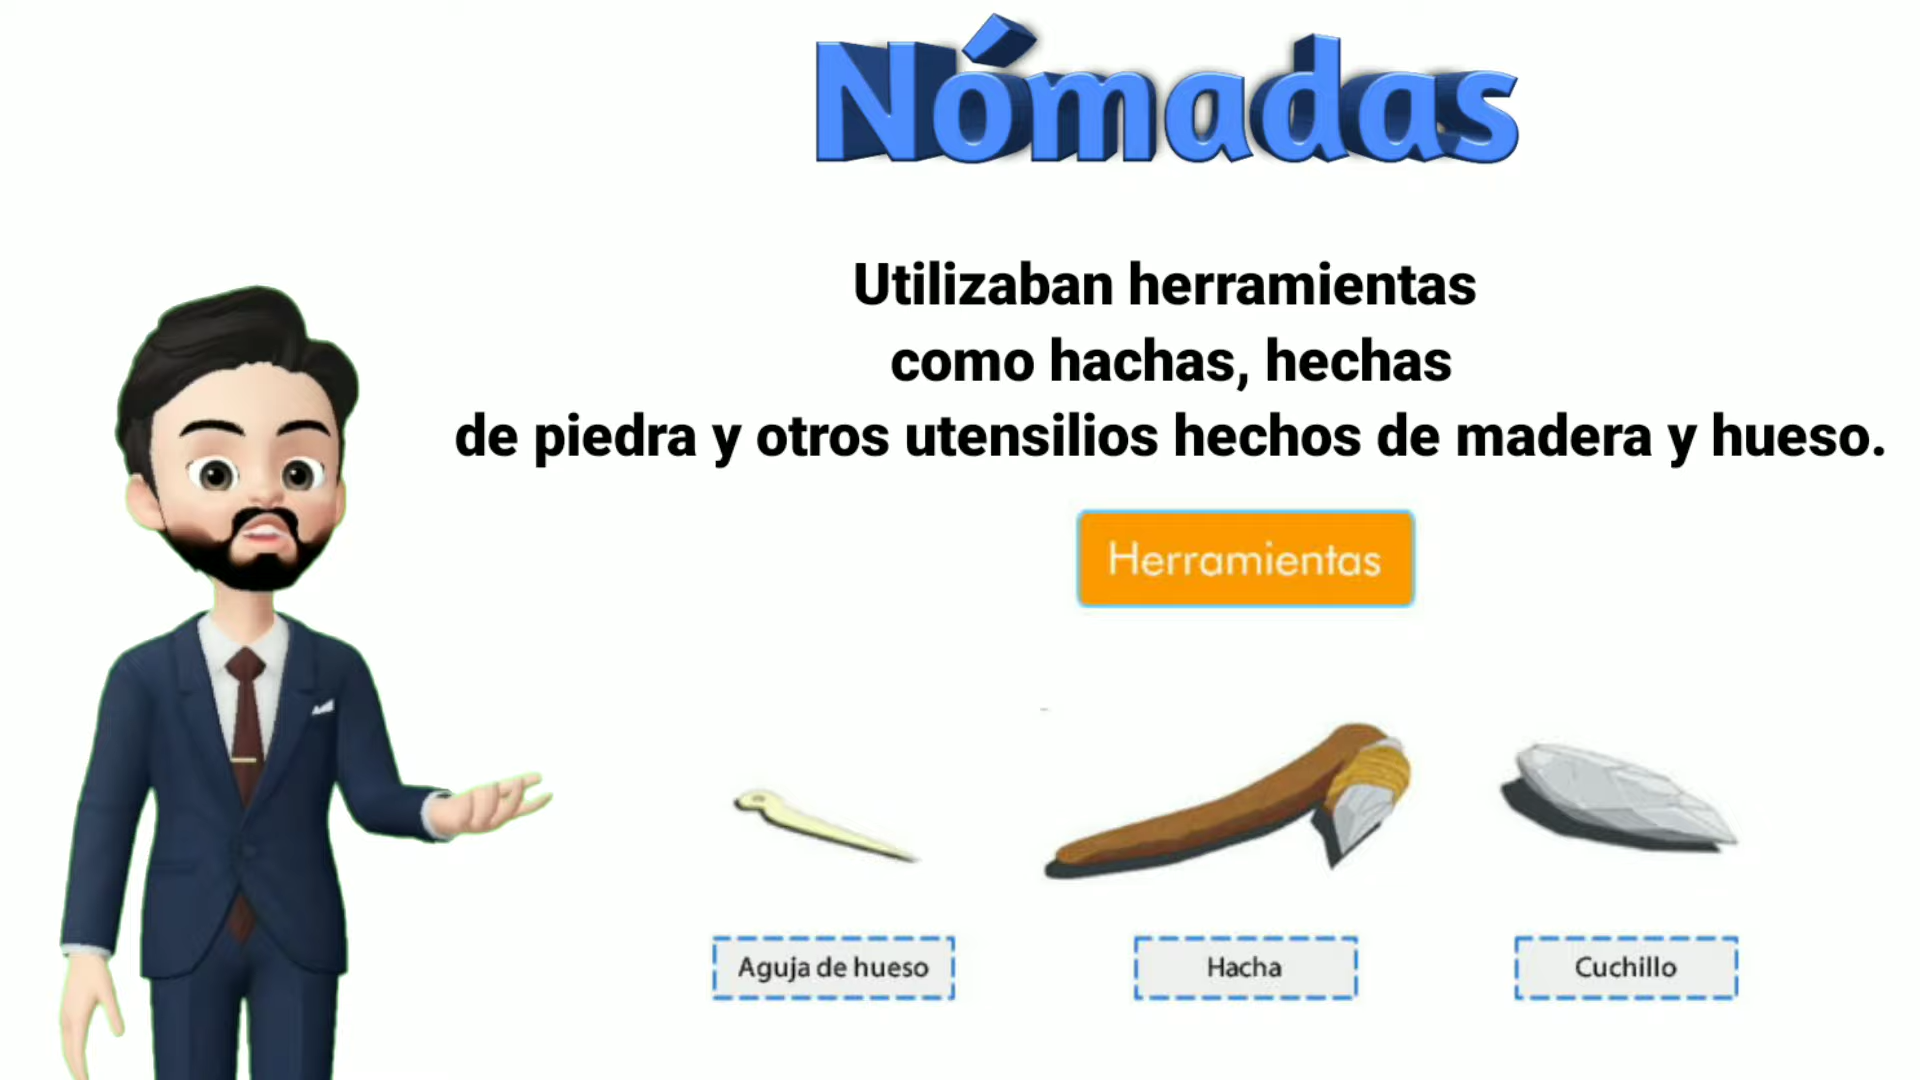 Nómadas
Utilizaban herramientas
como hachas, hechas
de piedra y otros utensilios hechos de madera y hueso.
Herramientas
Aguja de hueso
Hacha
Cuchillo